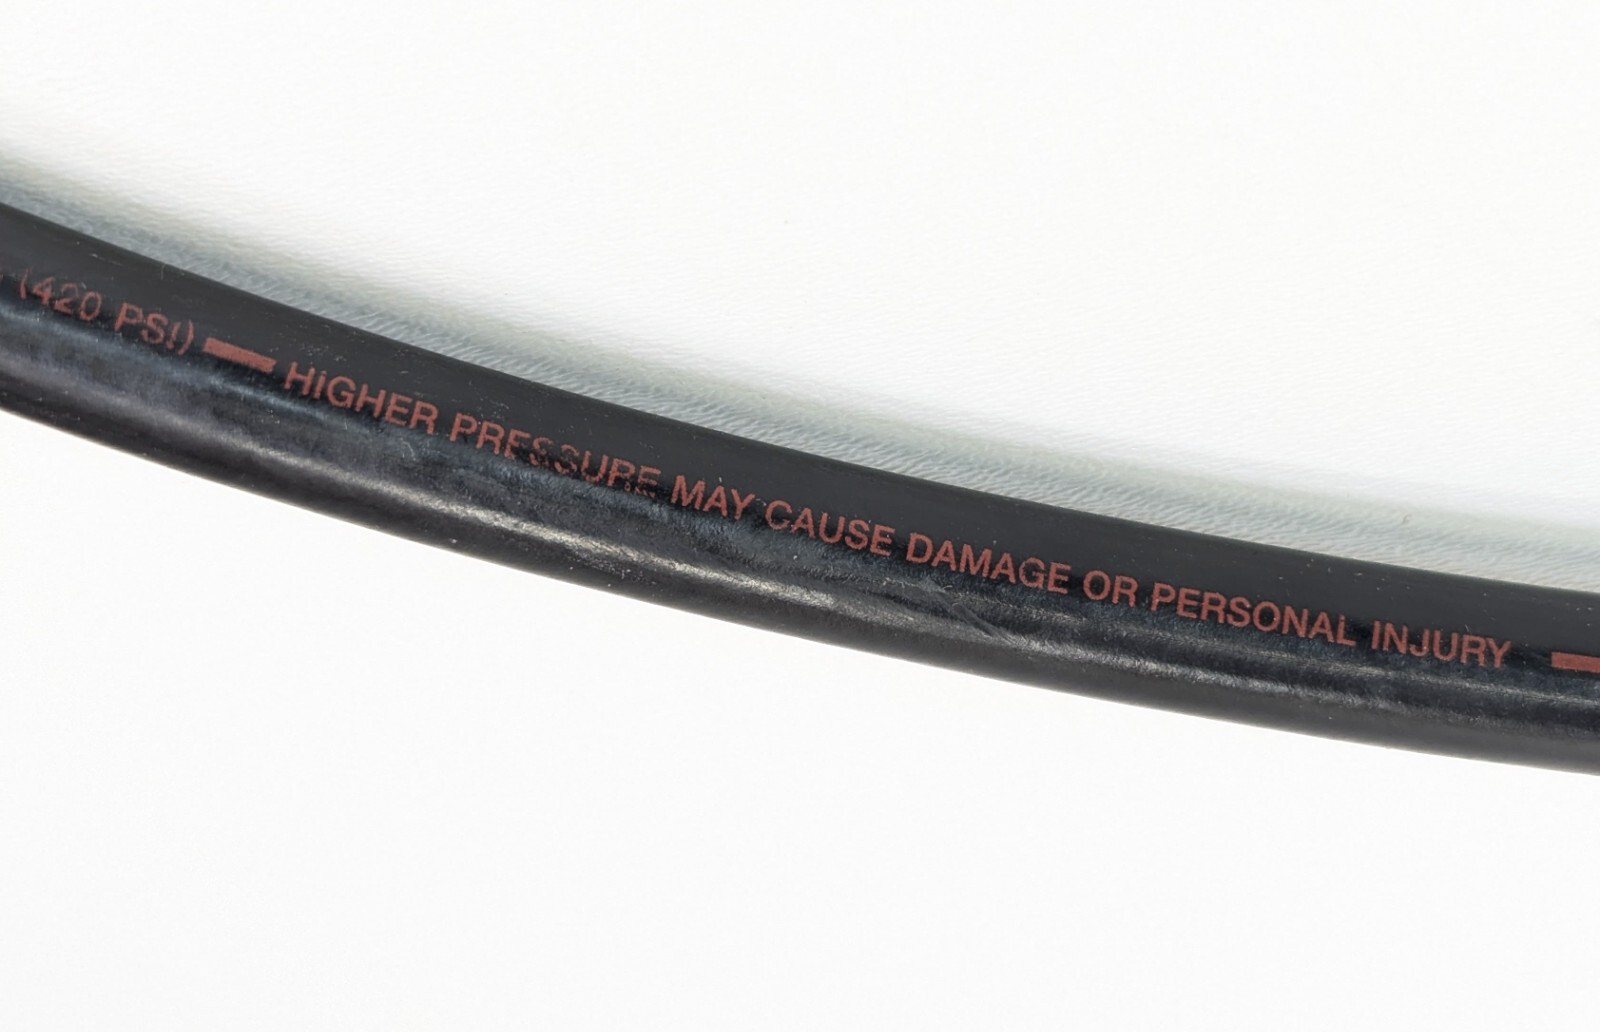 (420 PSI) — HIGHER PRESSURE MAY CAUSE DAMAGE OR PERSONAL INJURY —